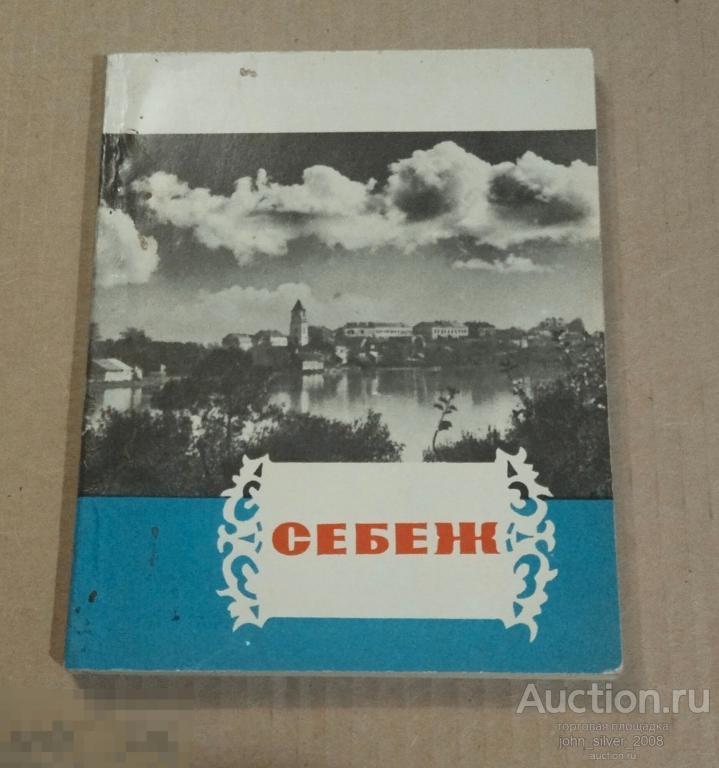 СЕБЕЖ
Auction.ru
торговая площадка
john_silver_2008
auction.ru